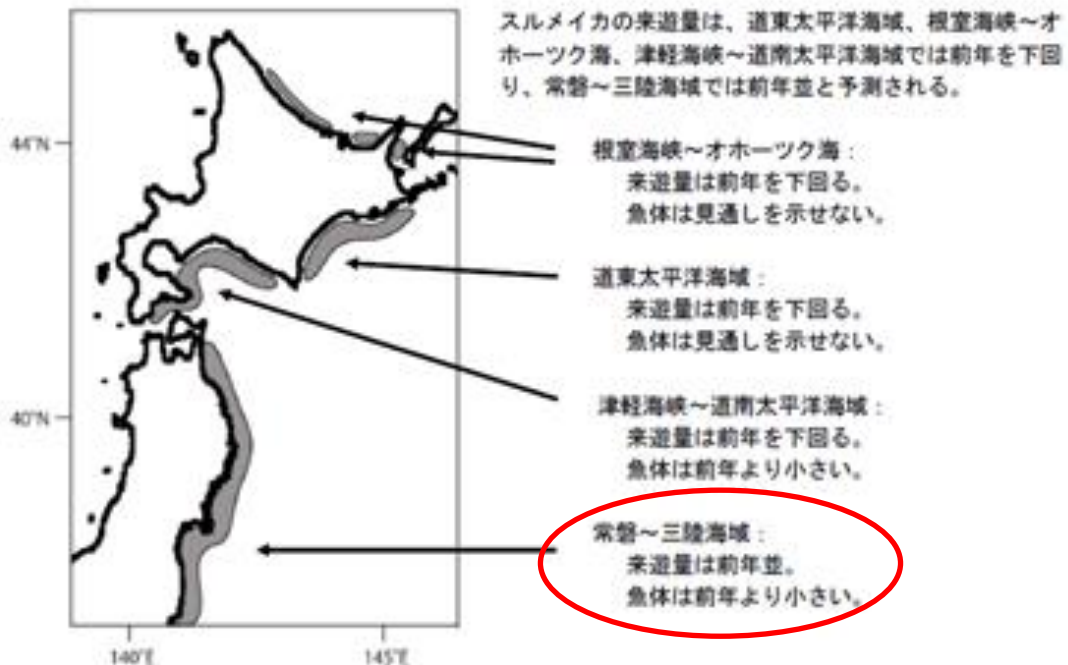 スルメイカの来遊量は、道東太平洋海域、根室海峡～オ
ホーツク海、津軽海峡～道南太平洋海域では前年を下回
り、常磐～三陸海域では前年並と予測される。
44°N
根室海峡～オホーツク海：
来遊量は前年を下回る。
魚体は見通しを示せない。
道東太平洋海域：
来遊量は前年を下回る。
魚体は見通しを示せない。
40°N
津軽海峡～道南太平洋海域：
来遊量は前年を下回る。
魚体は前年より小さい。
常磐～三陸海域：
来遊量は前年並。
魚体は前年より小さい。
140°E
145°E